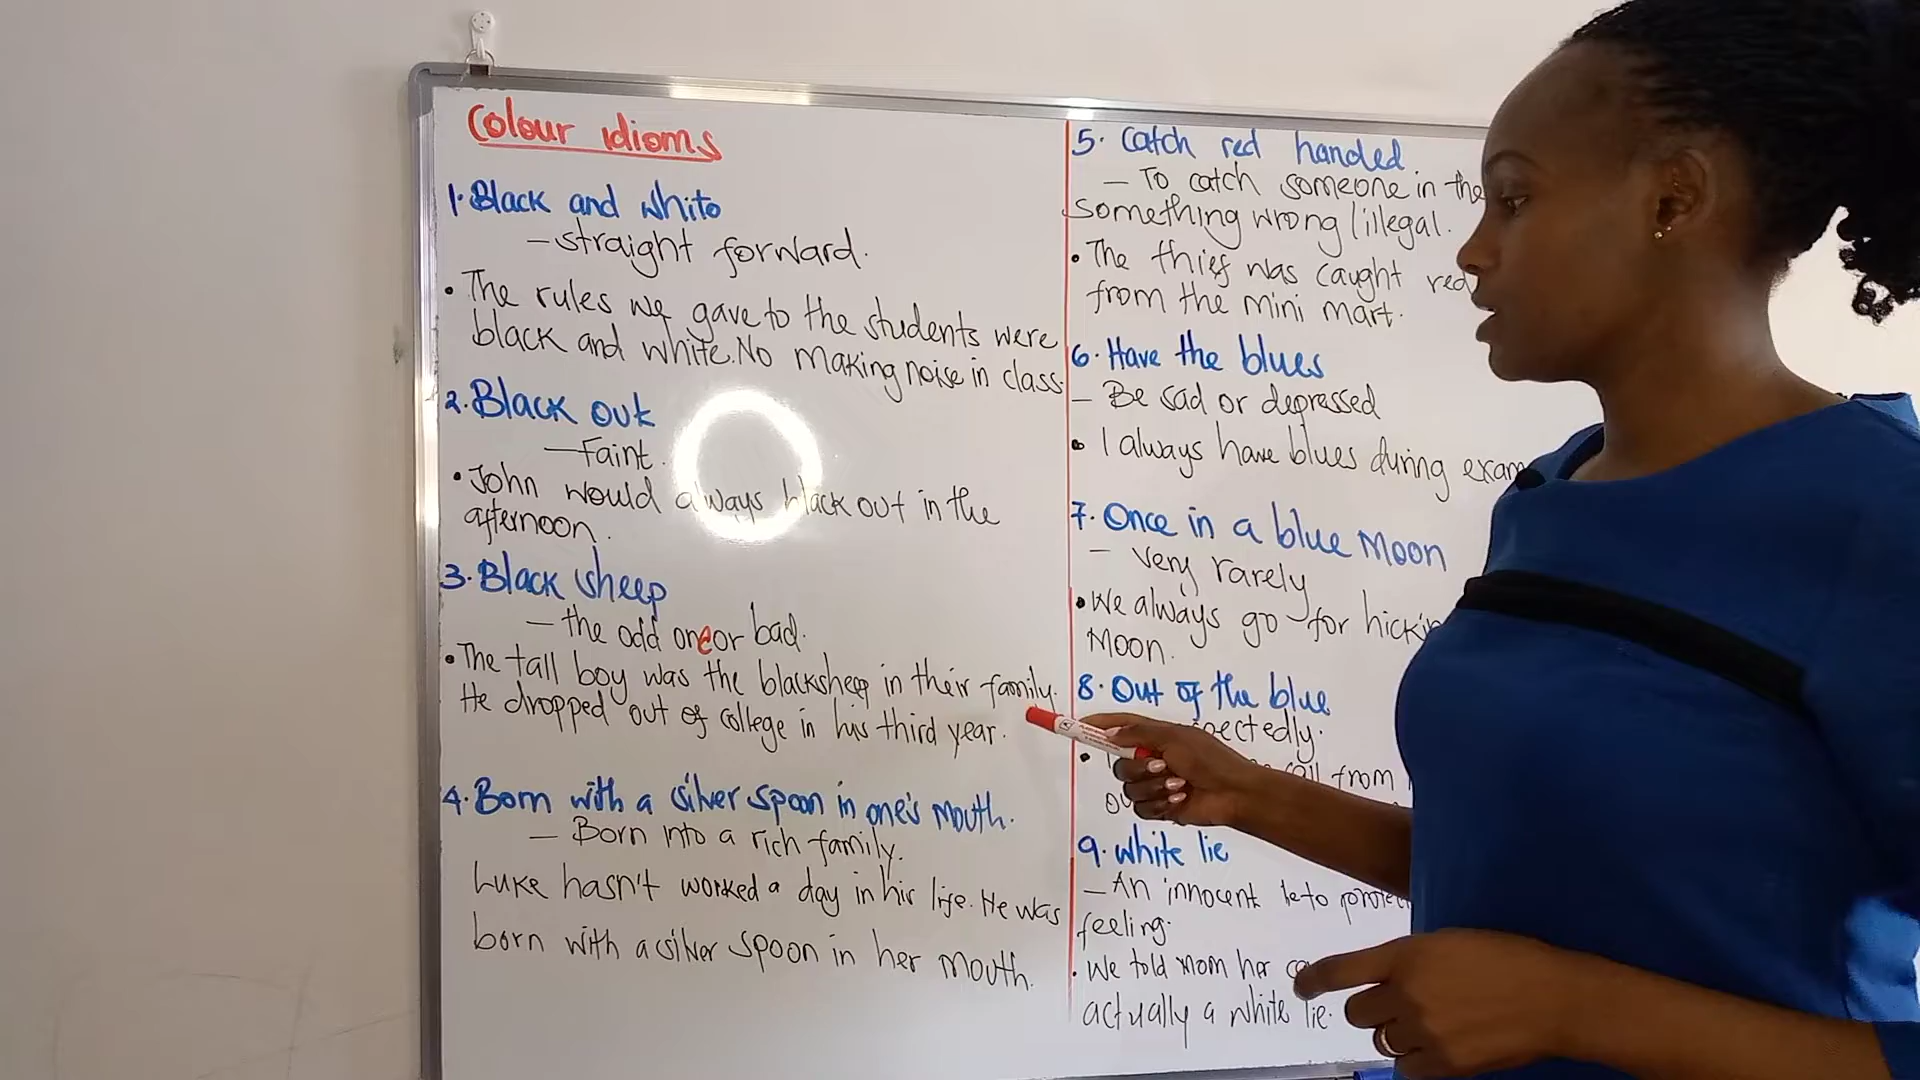 Colour idioms
1. Black and white
– straight forward.
• The rules we gave to the students were
black and white. No making noise in class.
2. Black out
– Faint.
• John would always black out in the
afternoon.
3. Black sheep
– the odd one or bad.
• The tall boy was the blacksheep in their family.
He dropped out of college in his third year.
4. Born with a silver spoon in one's mouth.
– Born into a rich family.
Luke hasn't worked a day in his life. He was
born with a silver spoon in her mouth.
5. Catch red handed.
– To catch someone in the
something wrong / illegal.
• The thief was caught red
from the mini mart.
6. Have the blues
– Be sad or depressed
• I always have blues during exam
7. Once in a blue Moon
– Very rarely
• We always go for
Moon.
8. Out of the blue
pectedly.
call from
9. white lie
– An innocent lie to protect
feeling.
• We told mom her
actually a white lie.